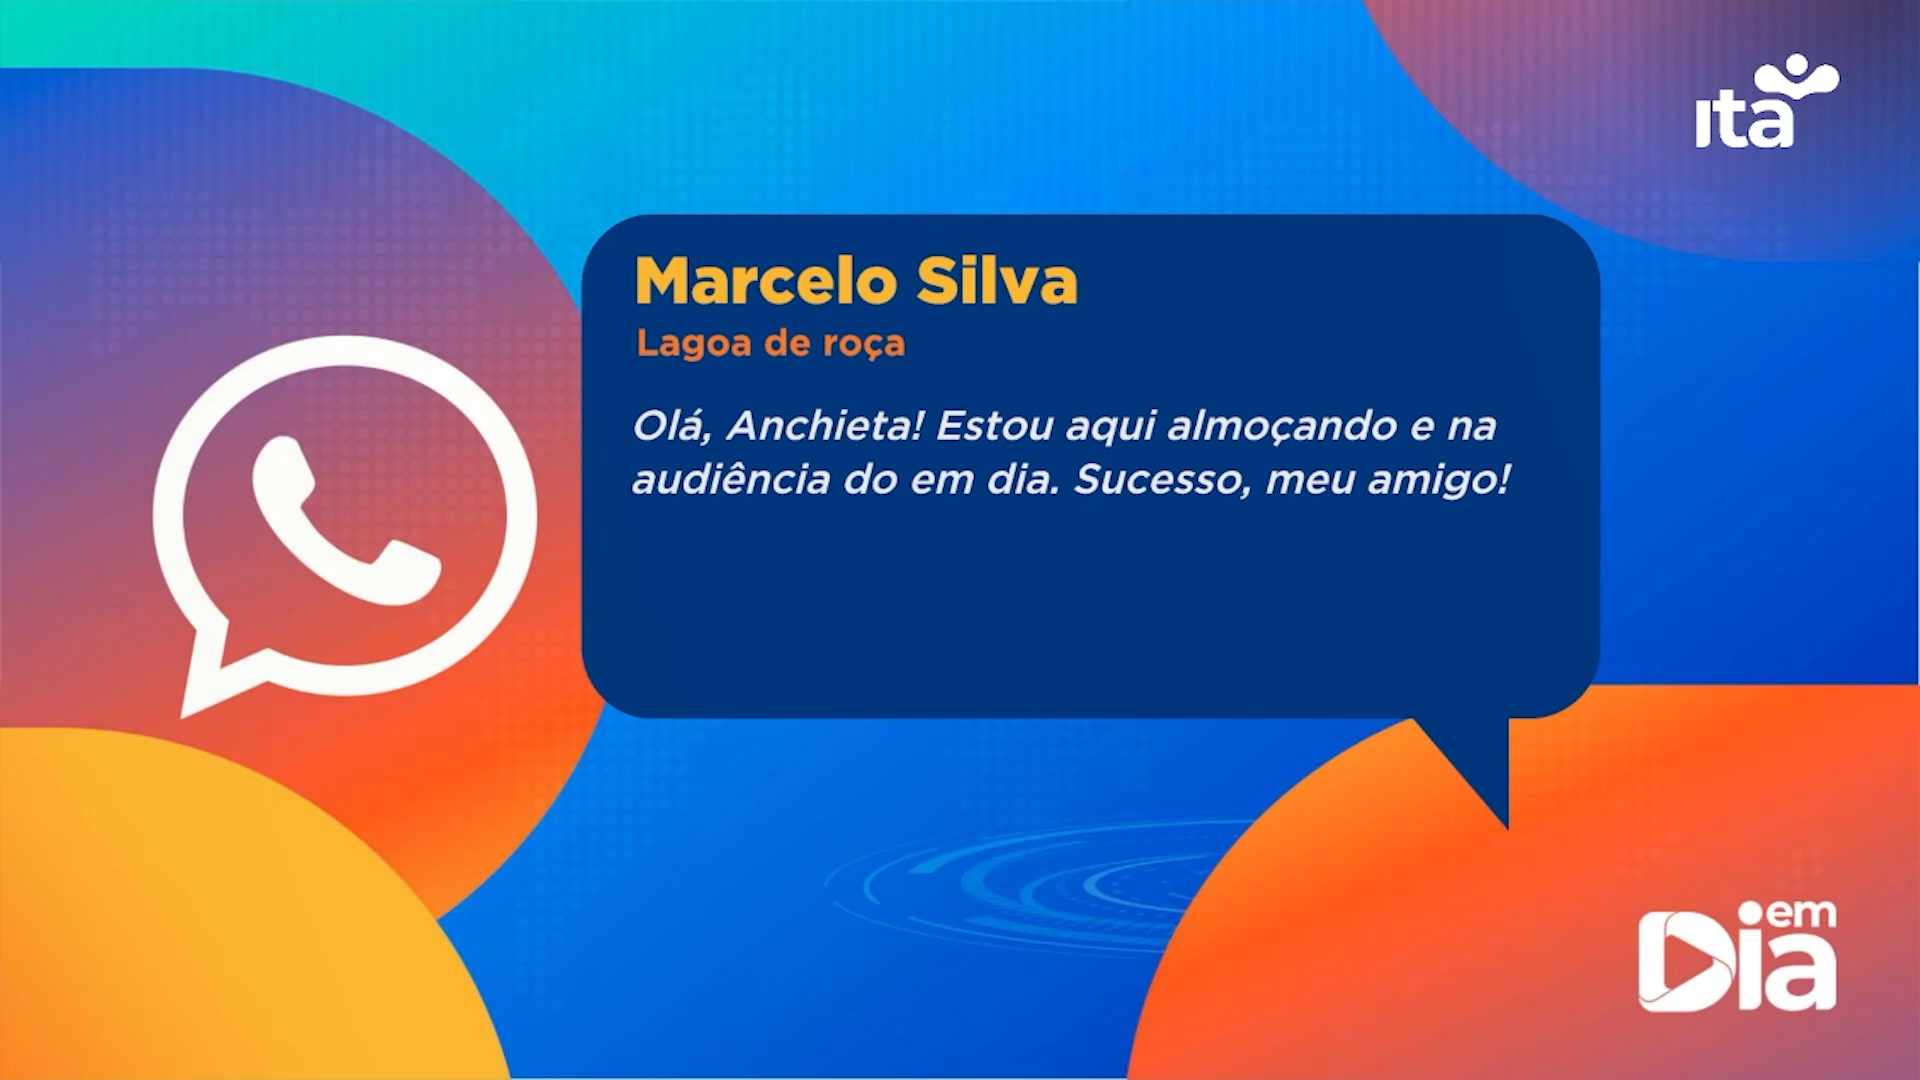 ita
Marcelo Silva
Lagoa de roça
Olá, Anchieta! Estou aqui almoçando e na
audiência do em dia. Sucesso, meu amigo!
em
Dia